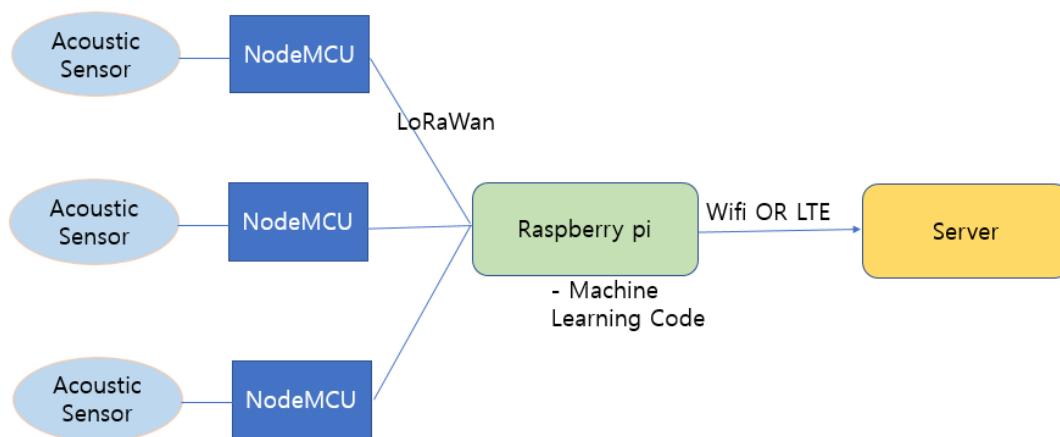 Acoustic
Sensor
NodeMCU
LoRaWan
Acoustic
Sensor
NodeMCU
Raspberry pi
- Machine
Learning Code
Wifi OR LTE
Server
Acoustic
Sensor
NodeMCU